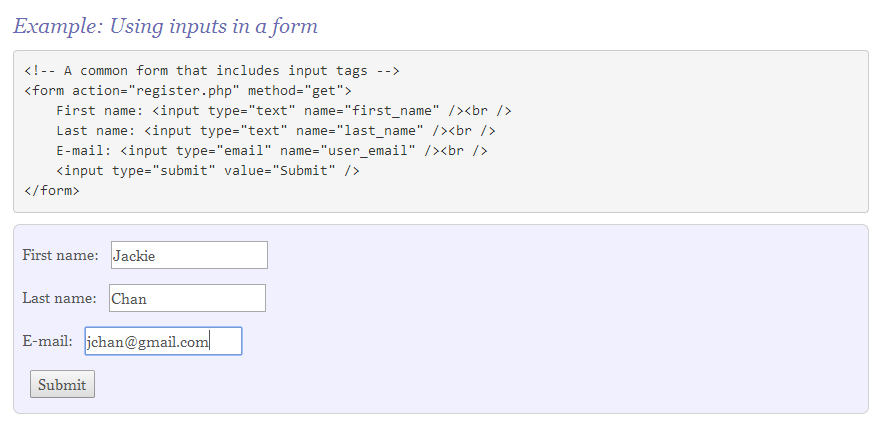 Example: Using inputs in a form
<!-- A common form that includes input tags -->
<form action="register.php" method="get">
    First name: <input type="text" name="first_name" /><br />
    Last name: <input type="text" name="last_name" /><br />
    E-mail: <input type="email" name="user_email" /><br />
    <input type="submit" value="Submit" />
</form>
First name: Jackie
Last name: Chan
E-mail: jchan@gmail.com
Submit